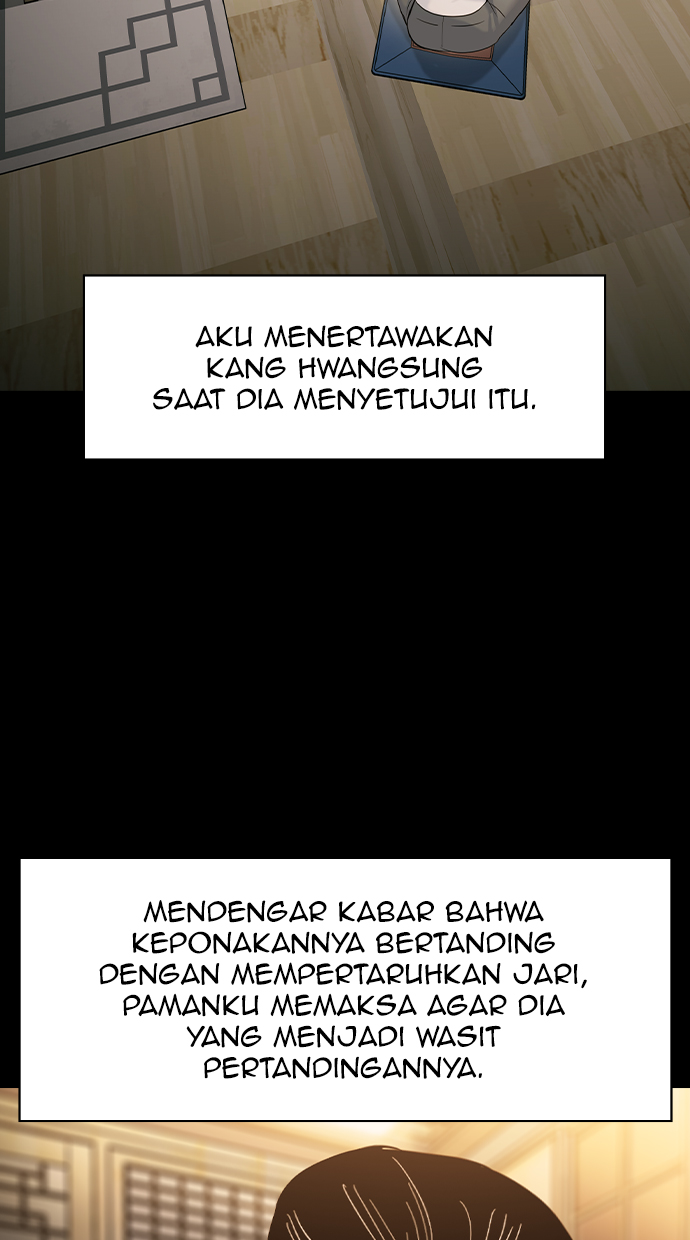 AKU MENERTAWAKAN
KANG HWANGSUNG
SAAT DIA MENYETUJUI ITU.
MENDENGAR KABAR BAHWA
KEPONAKANNYA BERTANDING
DENGAN MEMPERTARUHKAN JARI,
PAMANKU MEMAKSA AGAR DIA
YANG MENJADI WASIT
PERTANDINGANNYA.